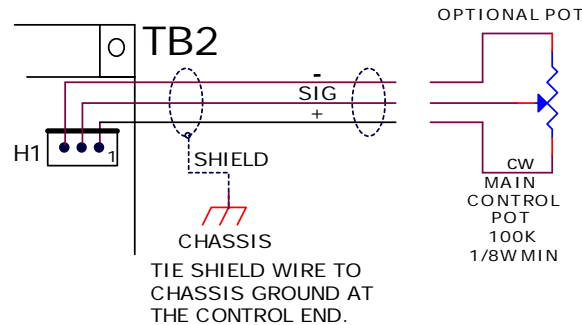 OPTIONAL POT
TB2
-
SIG
+
H1
1
SHIELD
CW
MAIN
CONTROL
POT
100K
1/8W MIN
CHASSIS
TIE SHIELD WIRE TO
CHASSIS GROUND AT
THE CONTROL END.